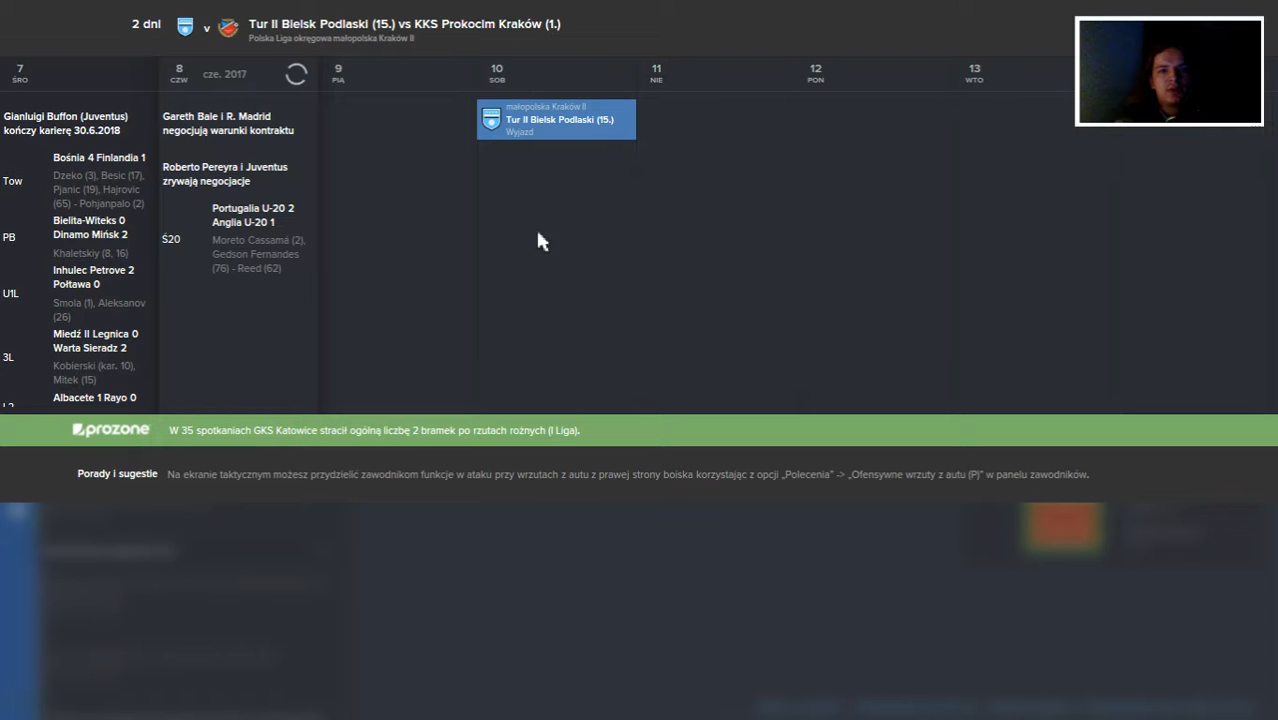 2 dni
v
Tur II Bielsk Podlaski (15.) vs KKS Prokocim Kraków (1.)
Polska Liga okręgowa małopolska Kraków II
7
ŚRO
8
CZW
cze. 2017
9
PIĄ
10
SOB
11
NIE
12
PON
13
WTO
Gianluigi Buffon (Juventus)
kończy karierę 30.6.2018
Tow
Bośnia 4 Finlandia 1
Dzeko (3), Besic (17),
Pjanic (19), Hajrovic
(65) - Pohjanpalo (2)
PB
Bielita-Witeks 0
Dinamo Mińsk 2
Khaletskiy (8, 16)
U1L
Inhulec Petrove 2
Połtawa 0
Smola (1), Aleksanov
(26)
3L
Miedź II Legnica 0
Warta Sieradz 2
Kobierski (kar. 10),
Mitek (15)
Albacete 1 Rayo 0
Gareth Bale i R. Madrid
negocjują warunki kontraktu
Roberto Pereyra i Juventus
zrywają negocjacje
Ś20
Portugalia U-20 2
Anglia U-20 1
Moreto Cassamá (2),
Gedson Fernandes
(76) - Reed (62)
małopolska Kraków II
Tur II Bielsk Podlaski (15.)
Wyjazd
prozone
W 35 spotkaniach GKS Katowice stracił ogólną liczbę 2 bramek po rzutach rożnych (I Liga).
Porady i sugestie
Na ekranie taktycznym możesz przydzielić zawodnikom funkcje w ataku przy wrzutach z autu z prawej strony boiska korzystając z opcji „Polecenia" -> „Ofensywne wrzuty z autu (P)" w panelu zawodników.